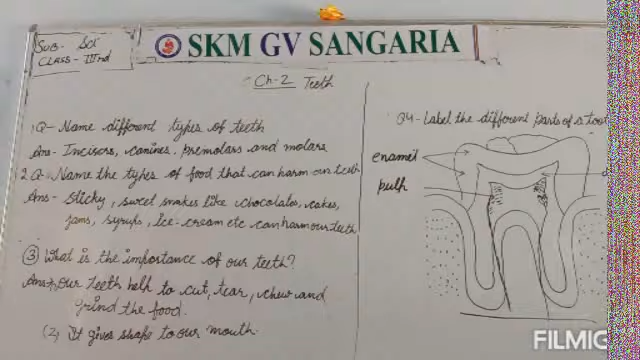 SUB- SCI
CLASS- IIInd
SKM GV SANGARIA
Ch-2 Teeth
1 Q- Name different types of teeth
Ans- Incisors, canines, premolars and molars
2 Q- Name the types of food that can harm our teeth
Ans- Sticky, sweet snakes like chocolates, cakes,
jams, syrups, Ice-cream etc can harm our teeth
③ What is the importance of our teeth?
Ans → Our teeth help to cut, tear, chew and
grind the food.
(2) It gives shape to our mouth.
Q4- Label the different parts of a toot
enamel
pulp
FILMIG